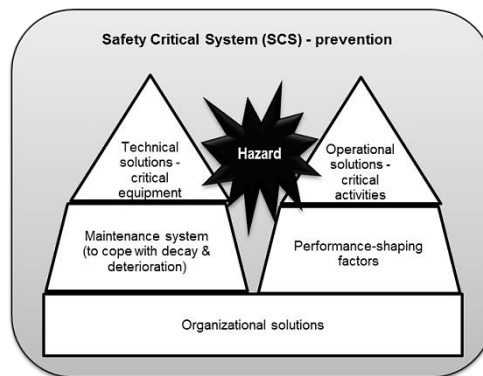 Safety Critical System (SCS) - prevention
Technical
solutions -
critical
equipment
Hazard
Operational
solutions -
critical
activities
Maintenance system
(to cope with decay &
deterioration)
Performance-shaping
factors
Organizational solutions